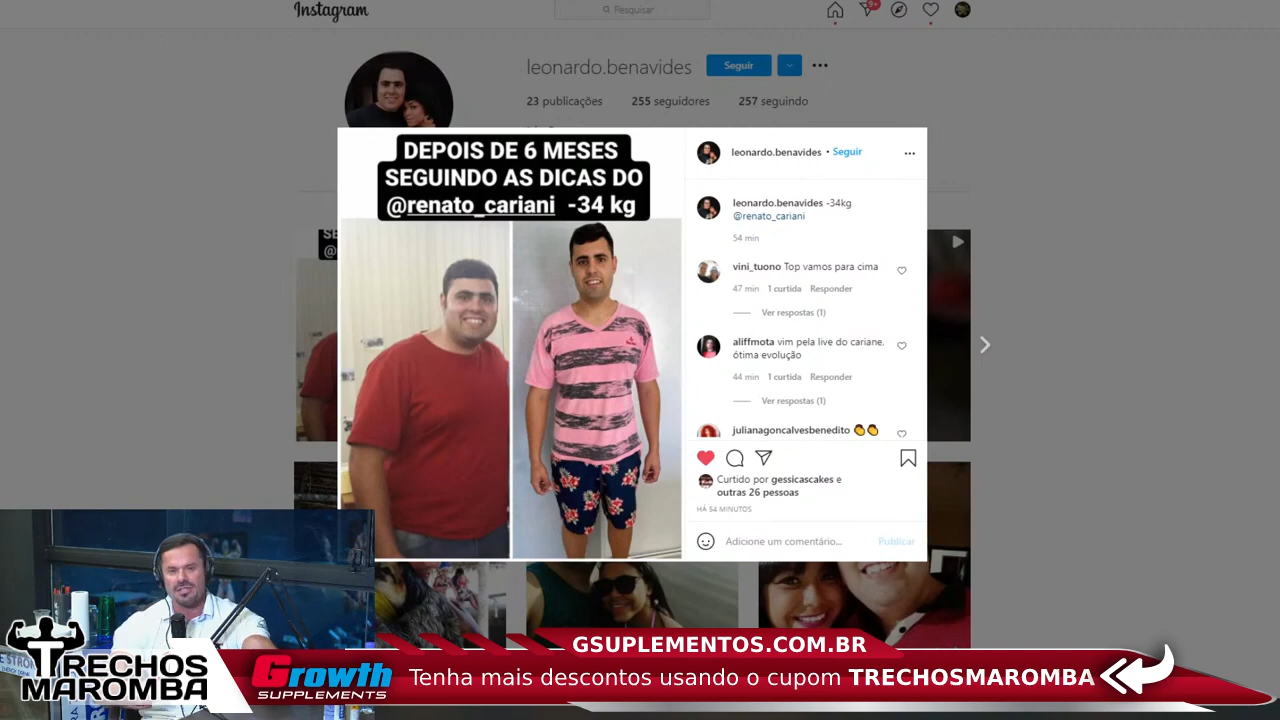 Instagram
Pesquisar
9+
leonardo.benavides
Seguir
23 publicações 255 seguidores 257 seguindo
DEPOIS DE 6 MESES
SEGUINDO AS DICAS DO
@renato_cariani -34 kg
leonardo.benavides • Seguir
leonardo.benavides -34kg
@renato_cariani
54 min
vini_tuono Top vamos para cima
47 min 1 curtida Responder
Ver respostas (1)
aliffmota vim pela live do cariane,
ótima evolução
44 min 1 curtida Responder
Ver respostas (1)
julianagoncalvesbenedito 👏👏
Curtido por gessicascakes e
outras 26 pessoas
HÁ 54 MINUTOS
Adicione um comentário...
Publicar
TRECHOS
MAROMBA
Growth
SUPPLEMENTS
GSUPLEMENTOS.COM.BR
Tenha mais descontos usando o cupom TRECHOSMAROMBA